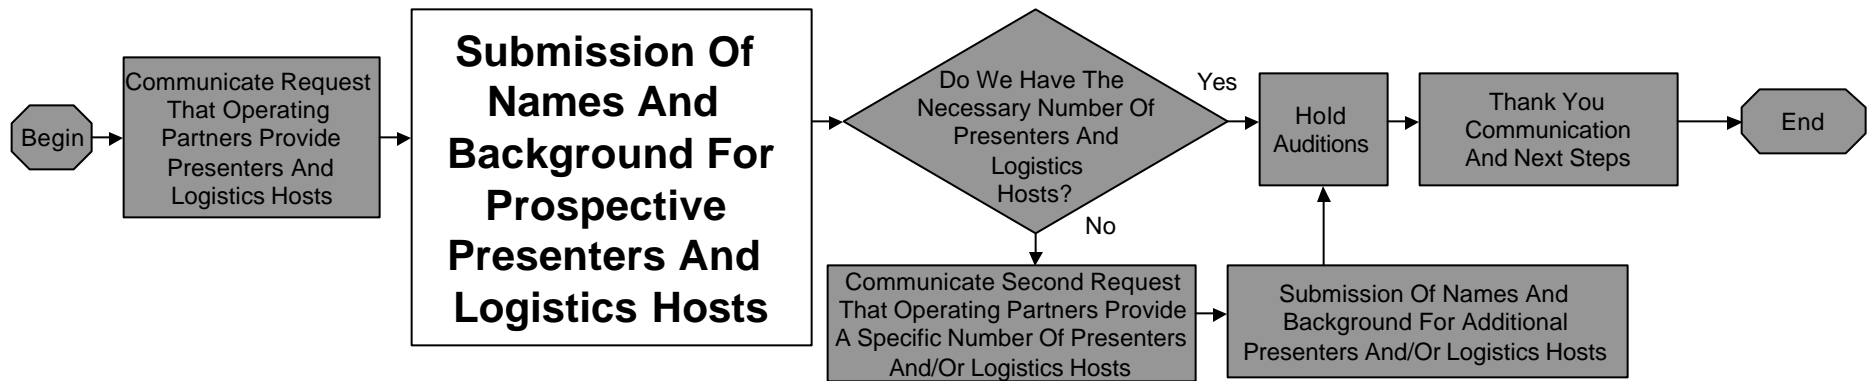 Begin
Communicate Request
That Operating
Partners Provide
Presenters And
Logistics Hosts
Submission Of
Names And
Background For
Prospective
Presenters And
Logistics Hosts
Do We Have The
Necessary Number Of
Presenters And
Logistics
Hosts?
Yes
No
Hold
Auditions
Thank You
Communication
And Next Steps
End
Communicate Second Request
That Operating Partners Provide
A Specific Number Of Presenters
And/Or Logistics Hosts
Submission Of Names And
Background For Additional
Presenters And/Or Logistics Hosts